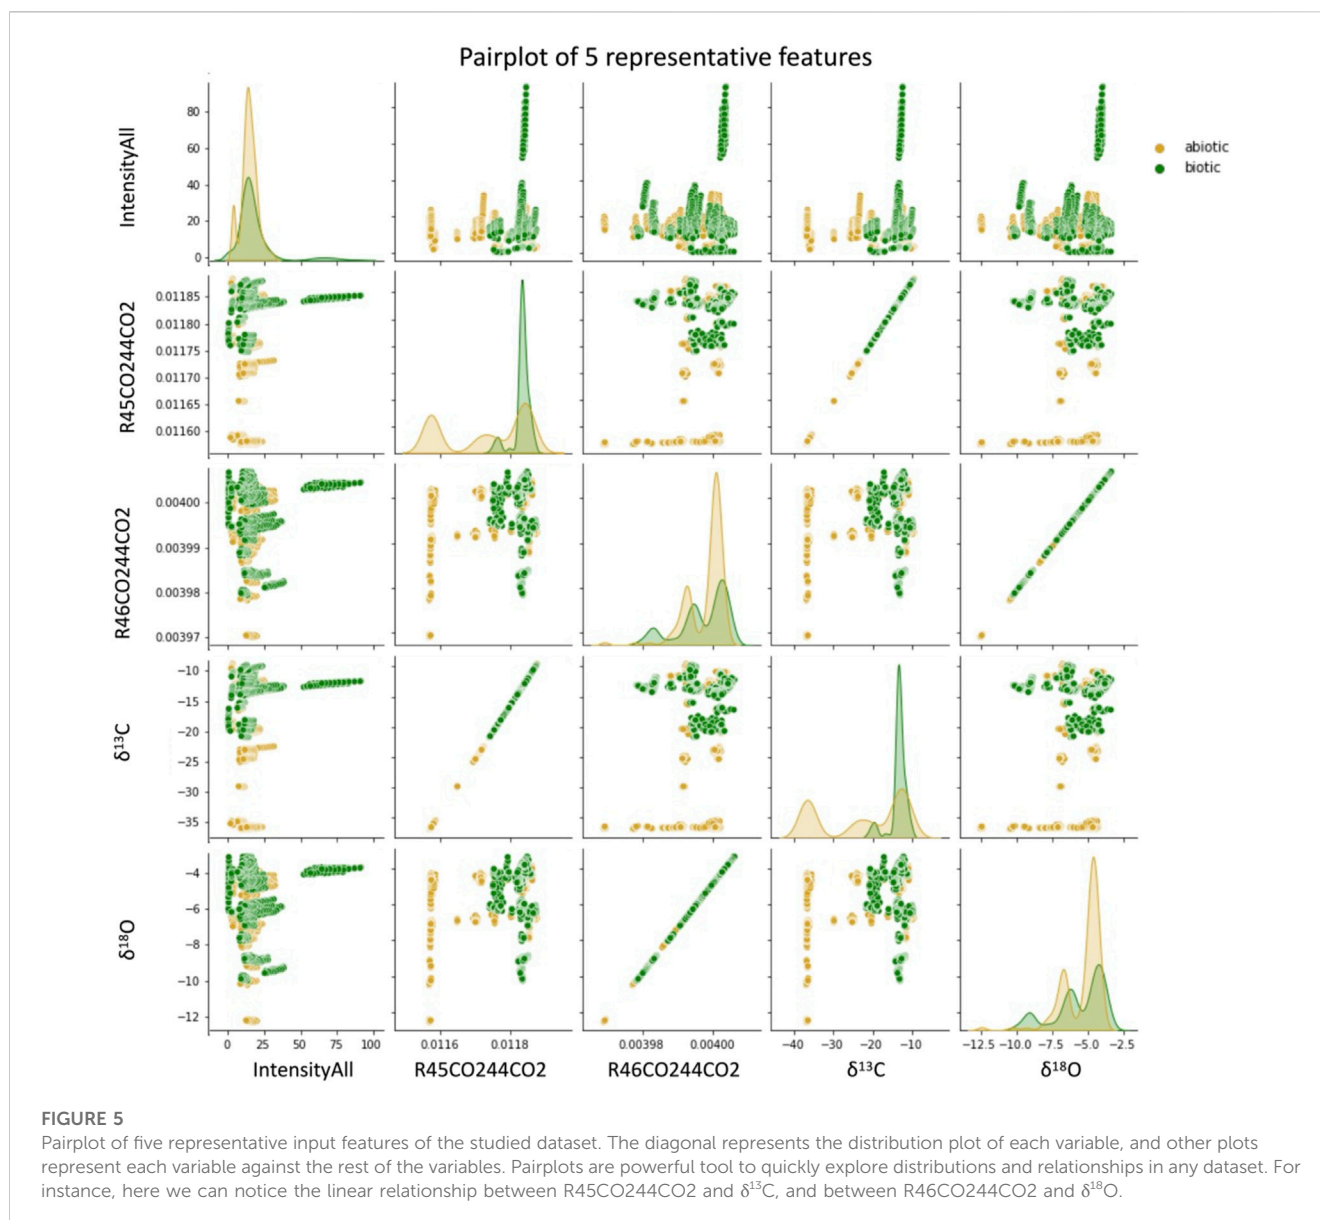 Pairplot of 5 representative features
IntensityAll
80
60
40
20
0
abiotic
biotic
R45CO244CO2
0.01185
0.01180
0.01175
0.01170
0.01165
0.01160
R46CO244CO2
0.00400
0.00399
0.00398
0.00397
δ¹³C
−10
−15
−20
−25
−30
−35
δ¹⁸O
−4
−6
−8
−10
−12
0 25 50 75 100 0.0116 0.0118 0.00398 0.00400 −40 −30 −20 −10 −12.5 −10.0 −7.5 −5.0 −2.5
IntensityAll R45CO244CO2 R46CO244CO2 δ¹³C δ¹⁸O
FIGURE 5
Pairplot of five representative input features of the studied dataset. The diagonal represents the distribution plot of each variable, and other plots
represent each variable against the rest of the variables. Pairplots are powerful tool to quickly explore distributions and relationships in any dataset. For
instance, here we can notice the linear relationship between R45CO244CO2 and δ¹³C, and between R46CO244CO2 and δ¹⁸O.